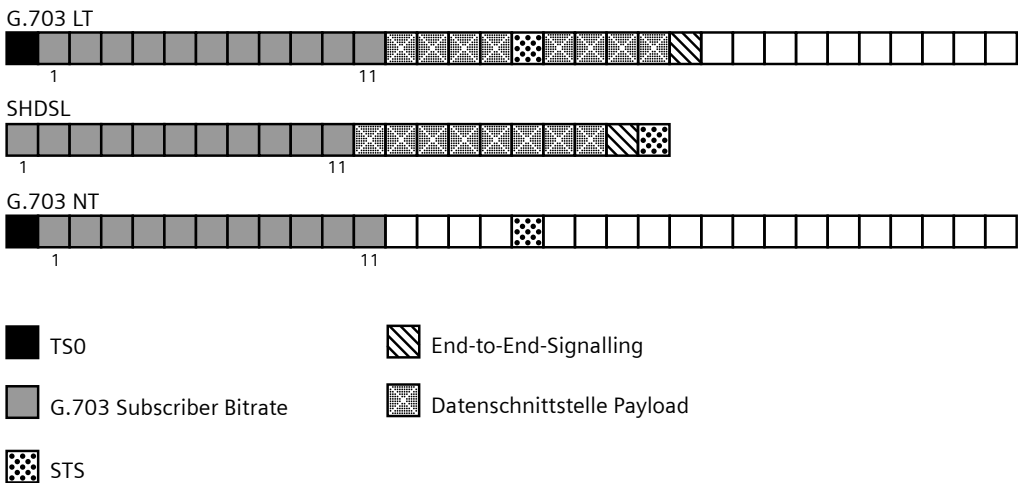 G.703 LT
1 11
SHDSL
1 11
G.703 NT
1 11
TS0 End-to-End-Signalling
G.703 Subscriber Bitrate Datenschnittstelle Payload
STS